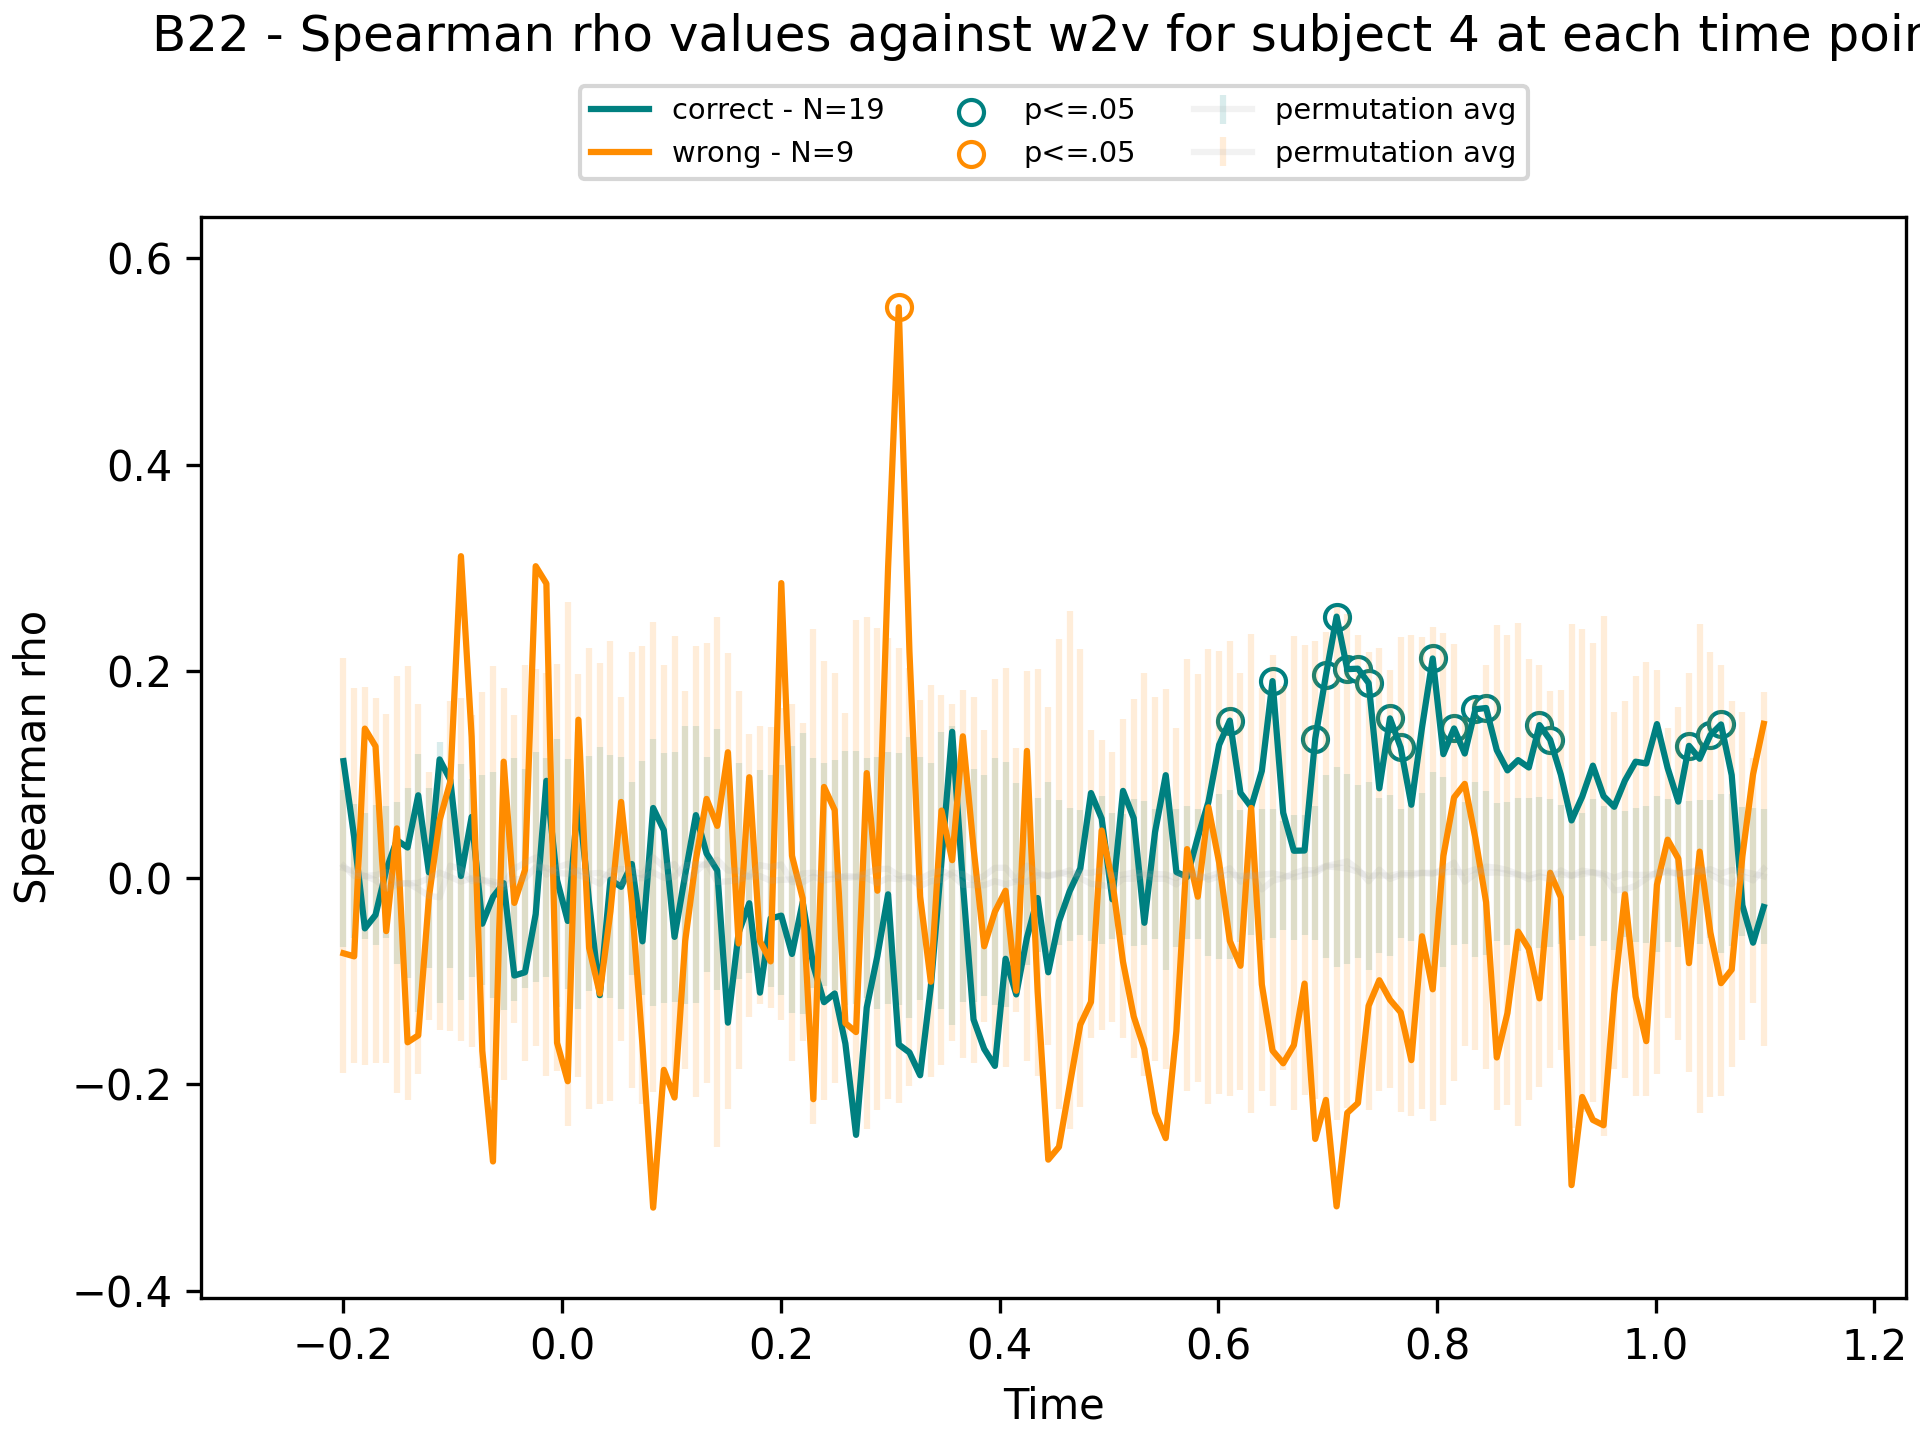 B22 - Spearman rho values against w2v for subject 4 at each time poin
correct - N=19
wrong - N=9
p<=.05
p<=.05
permutation avg
permutation avg
Spearman rho
0.6
0.4
0.2
0.0
−0.2
−0.4
−0.2 0.0 0.2 0.4 0.6 0.8 1.0 1.2
Time